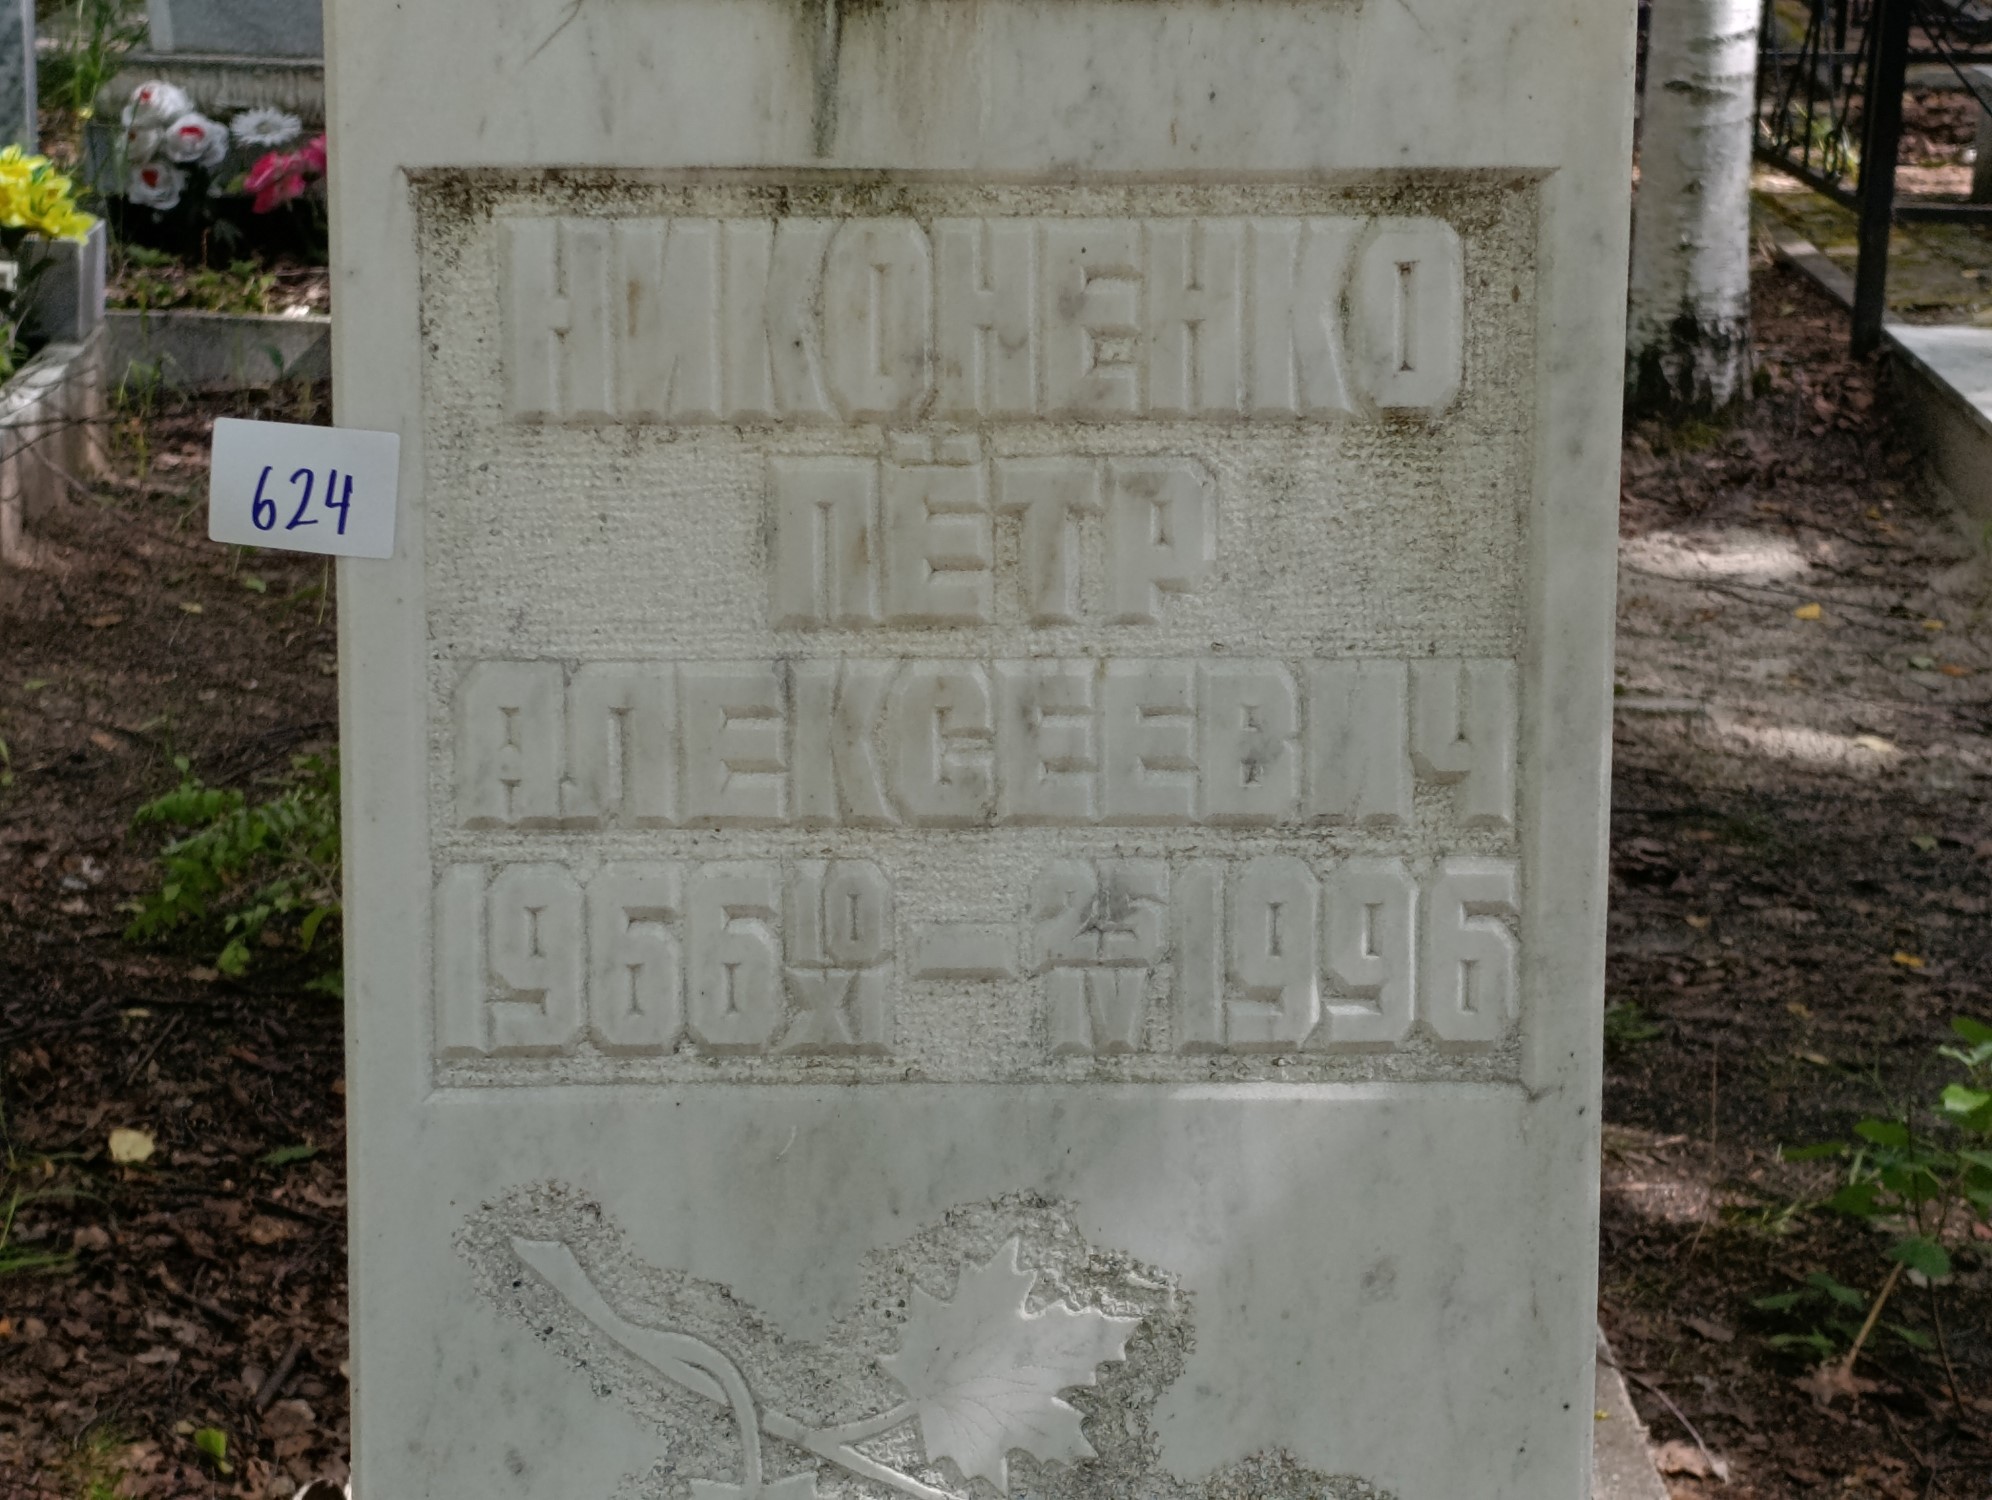 НИКОНЕНКО
ПЁТР
АЛЕКСЕЕВИЧ
1966 10 XI — 25 IV 1996
624